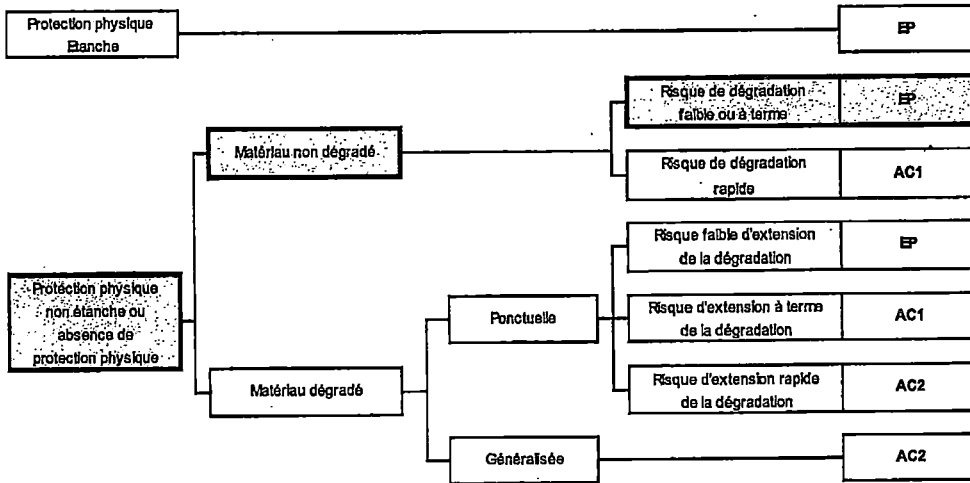 Protection physique
Etanche
EP
Risque de dégradation
faible ou à terme
EP
Matériau non dégradé
Risque de dégradation
rapide
AC1
Risque faible d'extension
de la dégradation
EP
Protection physique
non étanche ou
absence de
protection physique
Ponctuelle
Risque d'extension à terme
de la dégradation
AC1
Matériau dégradé
Risque d'extension rapide
de la dégradation
AC2
Généralisée
AC2